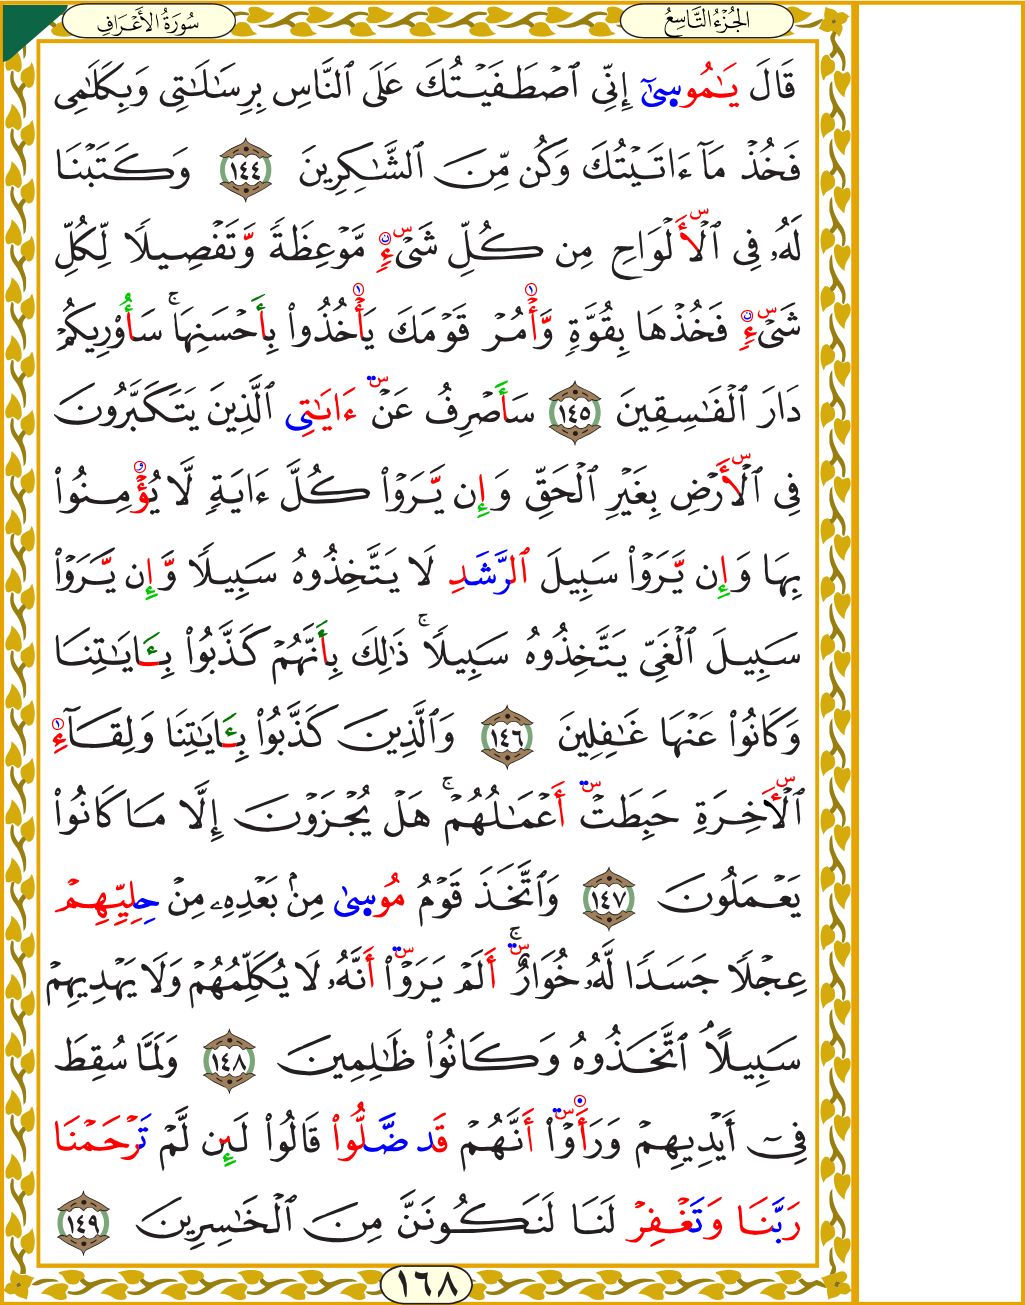 سُورَةُ الأَعْرَافِ
الجُزْءُ التَّاسِعُ
قَالَ يَـٰمُوسِىٰٓ إِنِّي ٱصْطَفَيْتُكَ عَلَى ٱلنَّاسِ بِرِسَـٰلَـٰتِي وَبِكَلَـٰمِي
فَخُذْ مَآ ءَاتَيْتُكَ وَكُن مِّنَ ٱلشَّـٰكِرِينَ ١٤٤ وَكَتَبْنَا
لَهُۥ فِي ٱلْأَلْوَاحِ مِن كُلِّ شَيْءٍ مَّوْعِظَةً وَّتَفْصِيلًا لِّكُلِّ
شَيْءٍ فَخُذْهَا بِقُوَّةٍ وَّأْمُرْ قَوْمَكَ يَأْخُذُواْ بِأَحْسَنِهَاۚ سَأُوْرِيكُمْ
دَارَ ٱلْفَـٰسِقِينَ ١٤٥ سَأَصْرِفُ عَنْ ءَايَـٰتِي ٱلَّذِينَ يَتَكَبَّرُونَ
فِي ٱلْأَرْضِ بِغَيْرِ ٱلْحَقِّ وَإِن يَّرَوْاْ كُلَّ ءَايَةٍ لَّا يُؤْمِنُواْ
بِهَا وَإِن يَّرَوْاْ سَبِيلَ ٱلرَّشَدِ لَا يَتَّخِذُوهُ سَبِيلًا وَّإِن يَّرَوْاْ
سَبِيلَ ٱلْغَيِّ يَتَّخِذُوهُ سَبِيلًاۚ ذَٰلِكَ بِأَنَّهُمْ كَذَّبُواْ بِـَٔايَـٰتِنَا
وَكَانُواْ عَنْهَا غَـٰفِلِينَ ١٤٦ وَٱلَّذِينَ كَذَّبُواْ بِـَٔايَـٰتِنَا وَلِقَآءِ
ٱلْأَخِرَةِ حَبِطَتْ أَعْمَـٰلُهُمْۚ هَلْ يُجْزَوْنَ إِلَّا مَا كَانُواْ
يَعْمَلُونَ ١٤٧ وَٱتَّخَذَ قَوْمُ مُوسِىٰ مِنۢ بَعْدِهِۦ مِنْ حِلِيِّهِمْ
عِجْلًا جَسَدًا لَّهُۥ خُوَارٌۚ أَلَمْ يَرَوْاْ أَنَّهُۥ لَا يُكَلِّمُهُمْ وَلَا يَهْدِيهِمْ
سَبِيلًاُ ٱتَّخَذُوهُ وَكَانُواْ ظَـٰلِمِينَ ١٤٨ وَلَمَّا سُقِطَ
فِيٓ أَيْدِيهِمْ وَرَأَوْاْ أَنَّهُمْ قَد ضَّلُّواْ قَالُواْ لَئِن لَّمْ تَرْحَمْنَا
رَبَّنَا وَتَغْفِرْ لَنَا لَنَكُونَنَّ مِنَ ٱلْخَـٰسِرِينَ ١٤٩
١٦٨